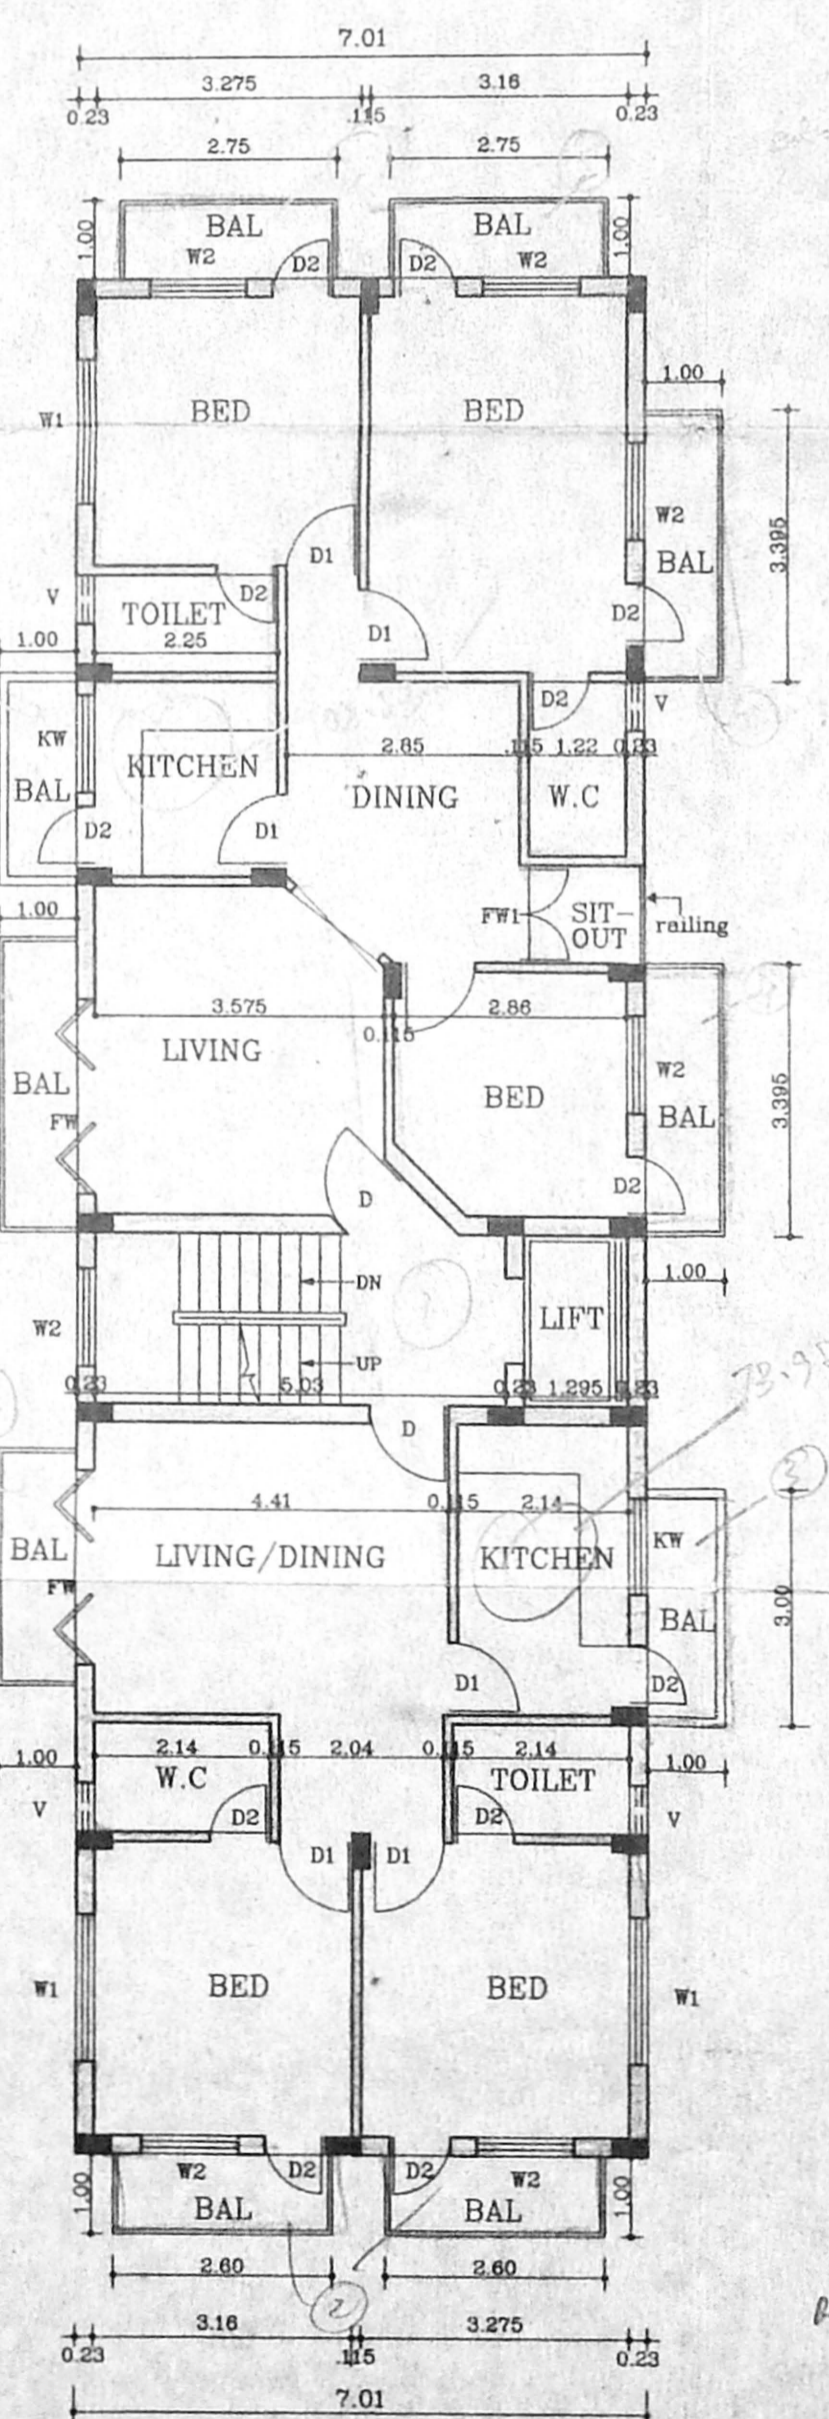 7.01
3.275 3.16
0.23 .115 0.23
2.75 2.75
1.00 BAL BAL 1.00
W2 D2 D2 W2
1.00
W1 BED BED
W2
BAL 3.395
D1
V D2 D2
TOILET D1
1.00 2.25
D2 V
KW 2.85 .115 1.22 0.23
BAL KITCHEN DINING W.C
D2 D1
1.00 FW1 SIT-OUT railing
3.575 2.86
0.115
LIVING
BAL BED W2
FW BAL 3.395
D D2
DN 1.00
W2 LIFT
UP
0.23 5.03 0.23 1.295 0.23
D
4.41 0.115 2.14
73.95
3
BAL LIVING/DINING KITCHEN KW
FW BAL 3.00
D1 D2
1.00 2.14 0.115 2.04 0.115 2.14 1.00
W.C TOILET
V D2 D2 V
D1 D1
W1 BED BED W1
W2 D2 D2 W2
1.00 BAL BAL 1.00
2.60 2.60
2
3.16 3.275
0.23 .115 0.23
7.01